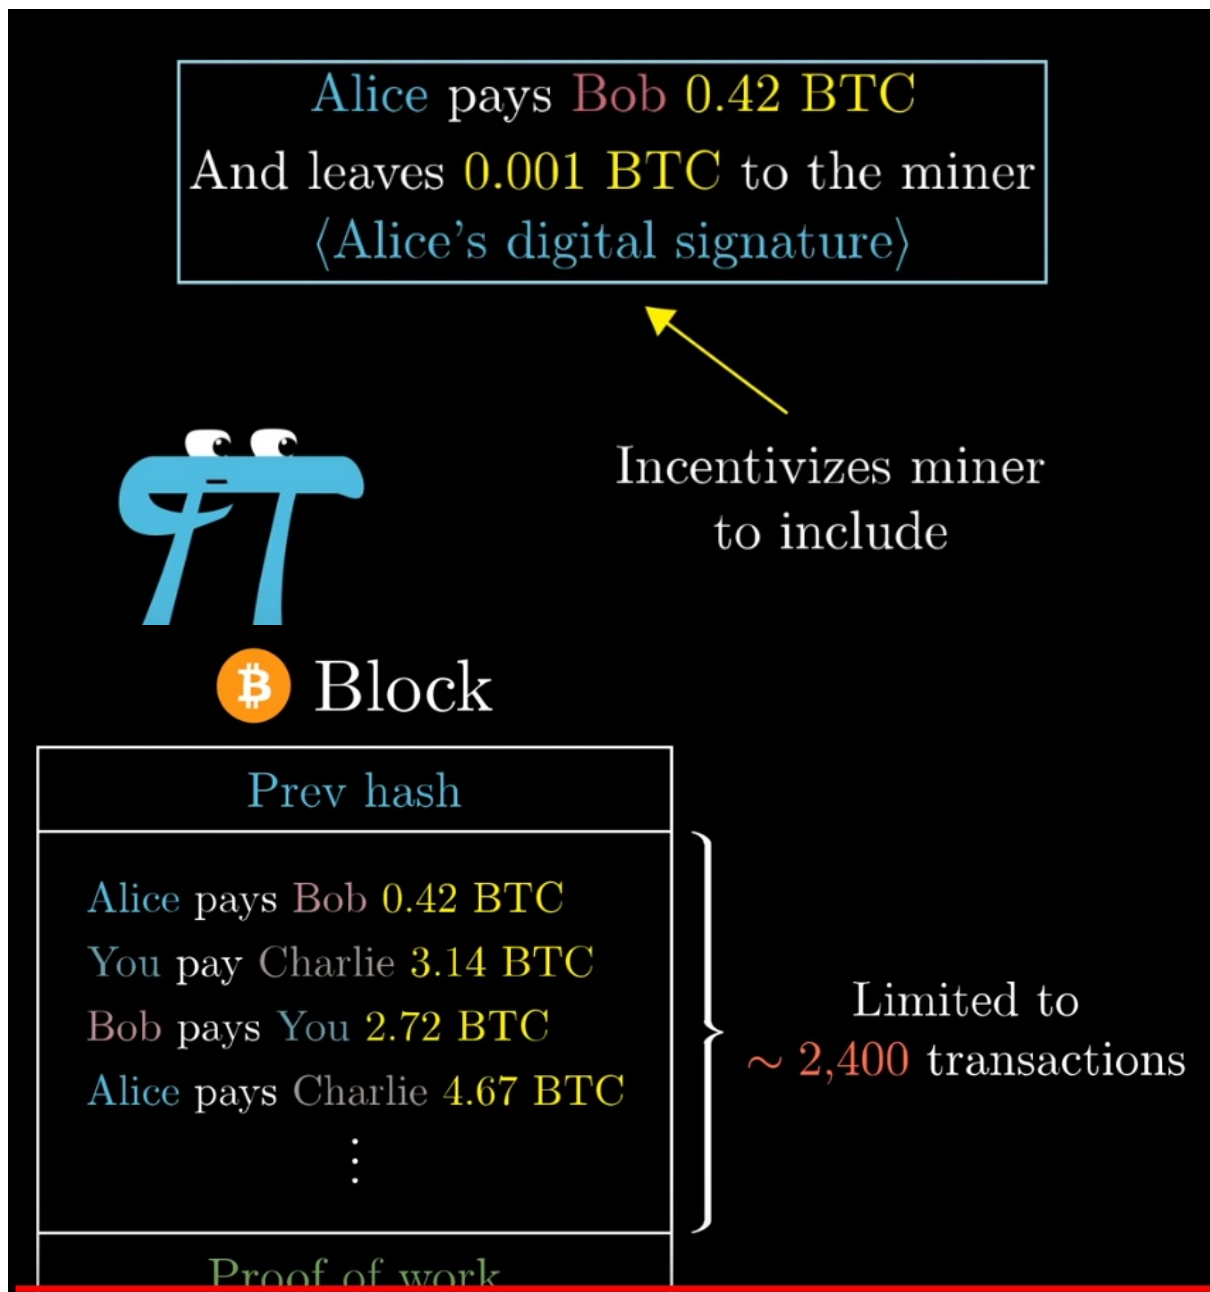 Alice pays Bob 0.42 BTC
And leaves 0.001 BTC to the miner
⟨Alice's digital signature⟩
Incentivizes miner
to include
Block
Prev hash
Alice pays Bob 0.42 BTC
You pay Charlie 3.14 BTC
Bob pays You 2.72 BTC
Alice pays Charlie 4.67 BTC
⋮
Limited to
~ 2,400 transactions
Proof of work